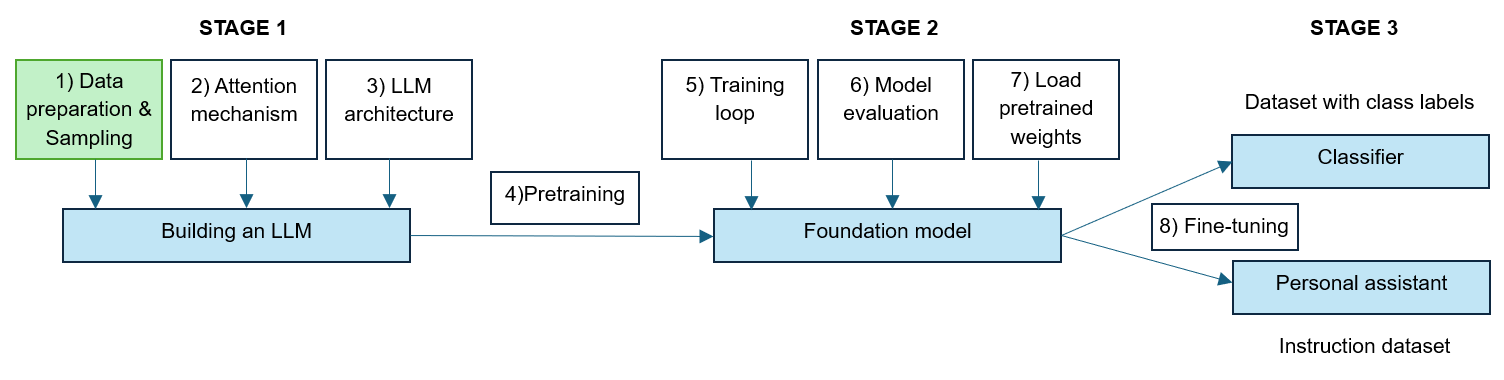 STAGE 1
1) Data
preparation &
Sampling
2) Attention
mechanism
3) LLM
architecture
Building an LLM
4)Pretraining
STAGE 2
5) Training
loop
6) Model
evaluation
7) Load
pretrained
weights
Foundation model
8) Fine-tuning
STAGE 3
Dataset with class labels
Classifier
Personal assistant
Instruction dataset